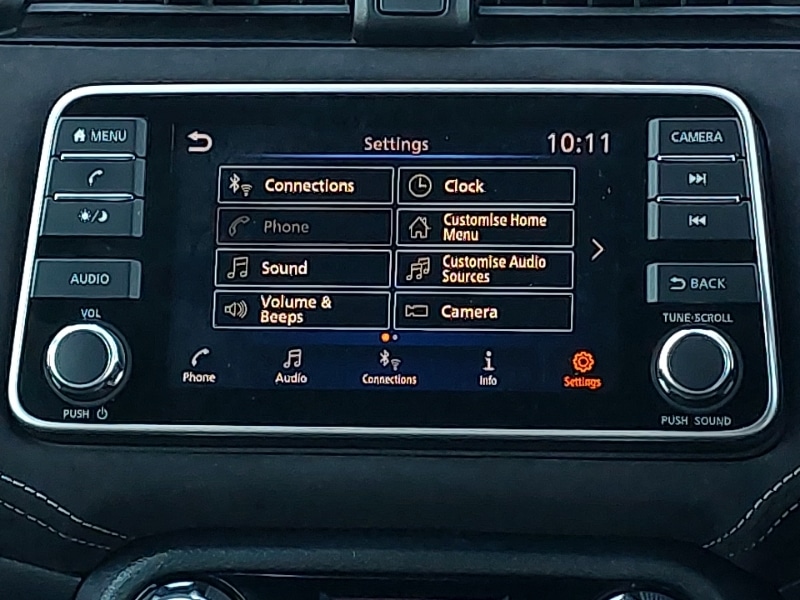 MENU
AUDIO
VOL
PUSH
Settings
10:11
Connections
Clock
Phone
Customise Home
Menu
Sound
Customise Audio
Sources
Volume &
Beeps
Camera
Phone
Audio
Connections
Info
Settings
CAMERA
BACK
TUNE·SCROLL
PUSH SOUND